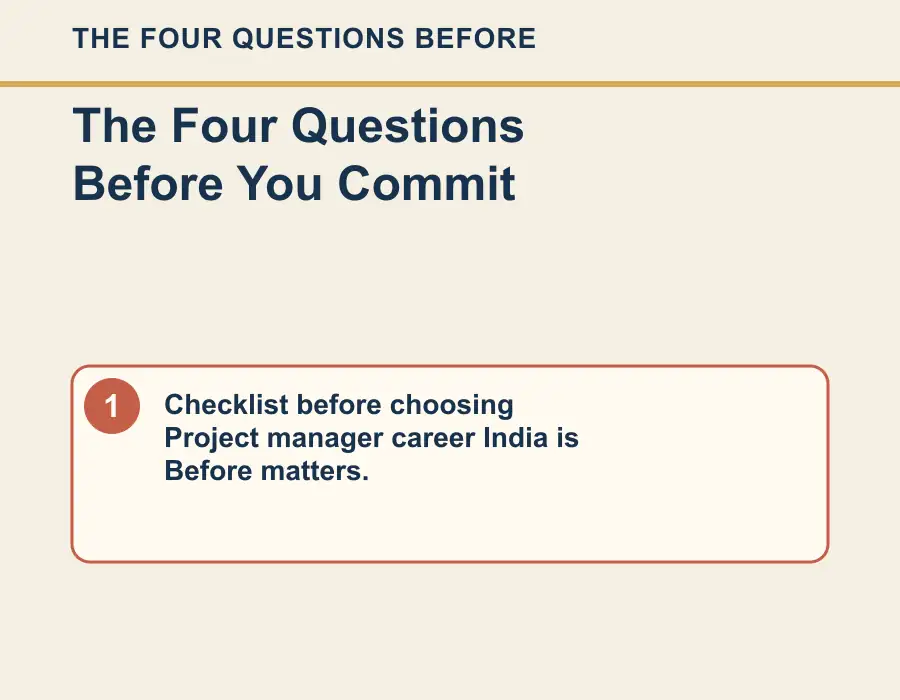 THE FOUR QUESTIONS BEFORE
The Four Questions
Before You Commit
1
Checklist before choosing
Project manager career India is
Before matters.